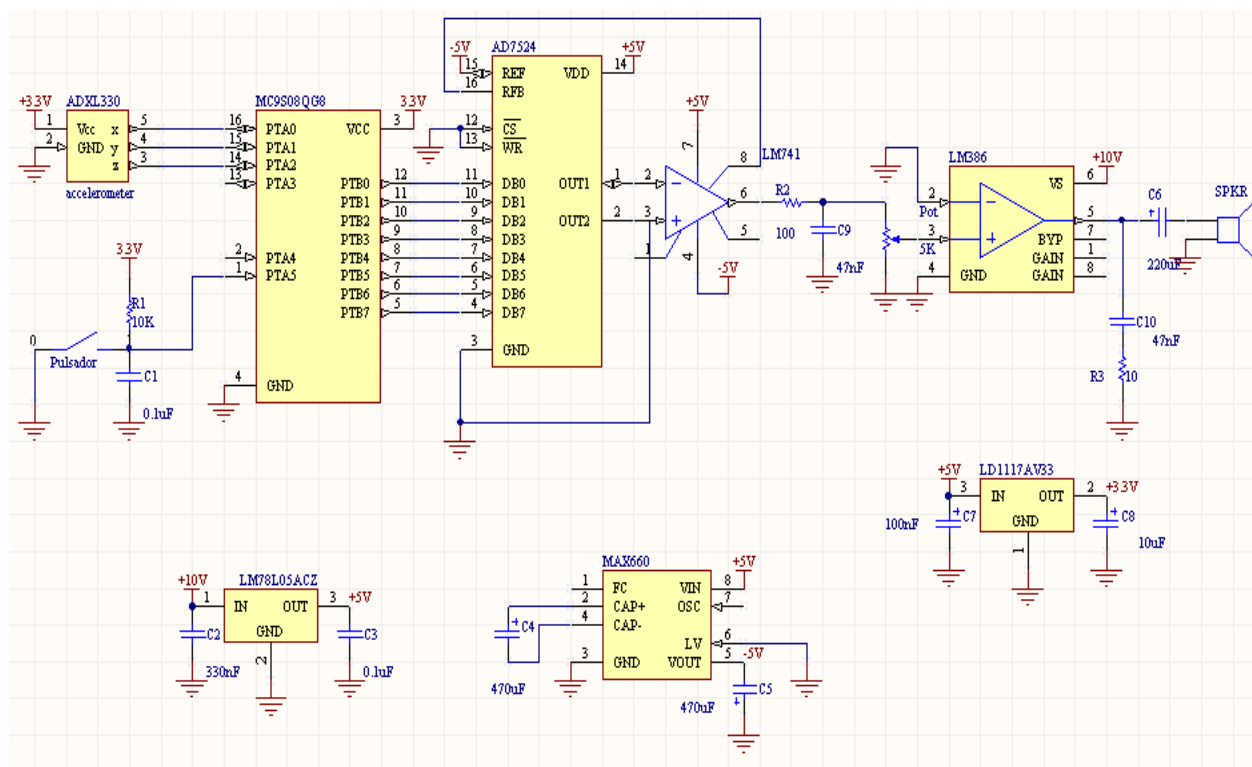 ADXL330
+3.3V
1 Vcc x 5
2 GND y 4
z 3
accelerometer
MC9S08QG8
3.3V
16 PTA0 VCC 3
15 PTA1
14 PTA2
13 PTA3
PTB0 12
PTB1 11
PTB2 10
PTB3 9
2 PTA4 PTB4 8
1 PTA5 PTB5 7
PTB6 6
PTB7 5
4 GND
3.3V
R1
10K
0
1
Pulsador
C1
0.1uF
AD7524
-5V
+5V
15 REF VDD 14
16 RFB
12 CS
13 WR
11 DB0 OUT1 1
10 DB1
9 DB2 OUT2 2
8 DB3
7 DB4
6 DB5
5 DB6
4 DB7
3 GND
+5V
7
8
LM741
2
6
3
5
1
4
-5V
R2
100
C9
47nF
5K
Pot
LM386
+10V
VS 6
2
5
3
BYP 7
GAIN 1
4 GND GAIN 8
C6
220uF
SPKR
C10
47nF
R3 10
LD1117AV33
+5V
3 IN OUT 2 +3.3V
GND
1
100nF C7
C8
10uF
LM78L05ACZ
+10V
1 IN OUT 3 +5V
GND
2
C2
330nF
C3
0.1uF
MAX660
+5V
1 FC VIN 8
2 CAP+ OSC 7
4 CAP-
LV 6
3 GND VOUT 5 -5V
C4
470uF
C5
470uF